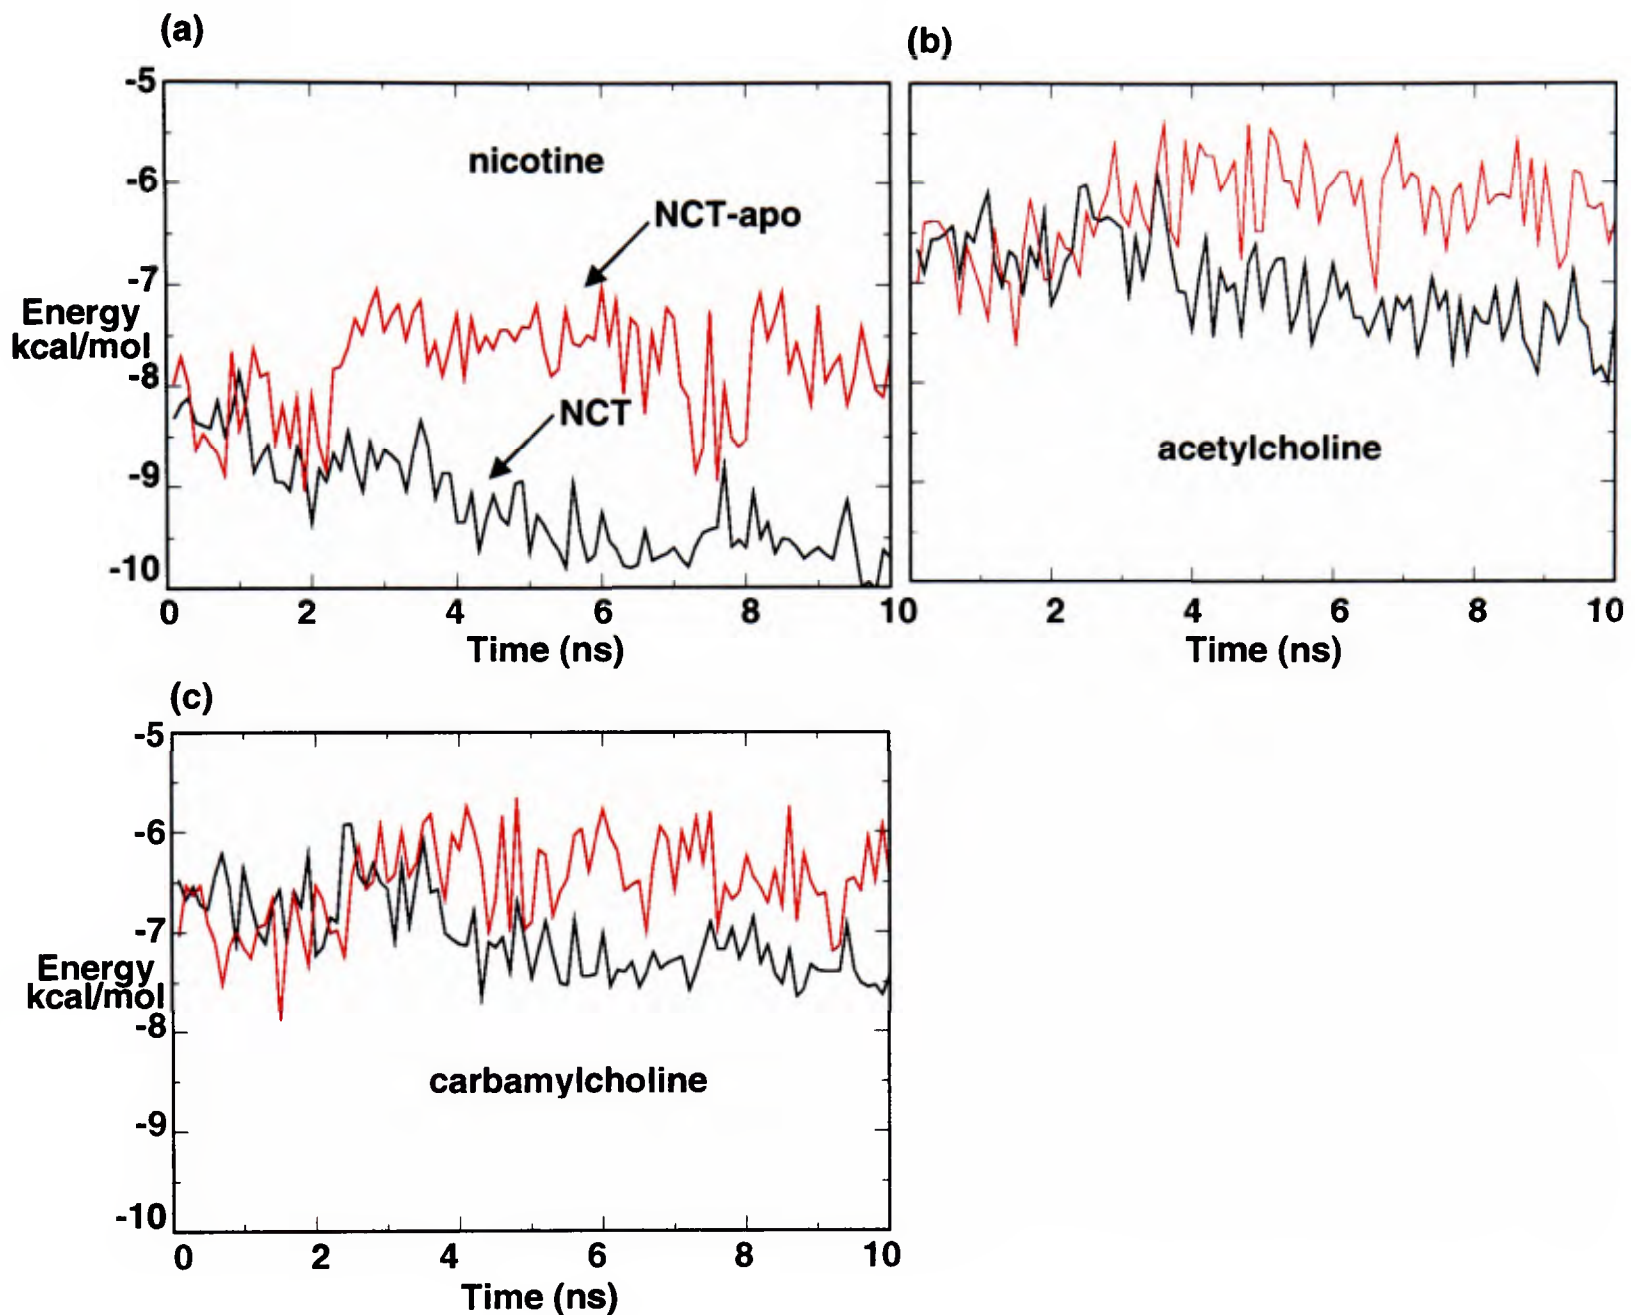 (a)
-5
-6
-7
-8
-9
-10
Energy
kcal/mol
nicotine
NCT-apo
NCT
0 2 4 6 8 10
Time (ns)
(b)
acetylcholine
2 4 6 8 10
Time (ns)
(c)
-5
-6
-7
-8
-9
-10
Energy
kcal/mol
carbamylcholine
0 2 4 6 8 10
Time (ns)